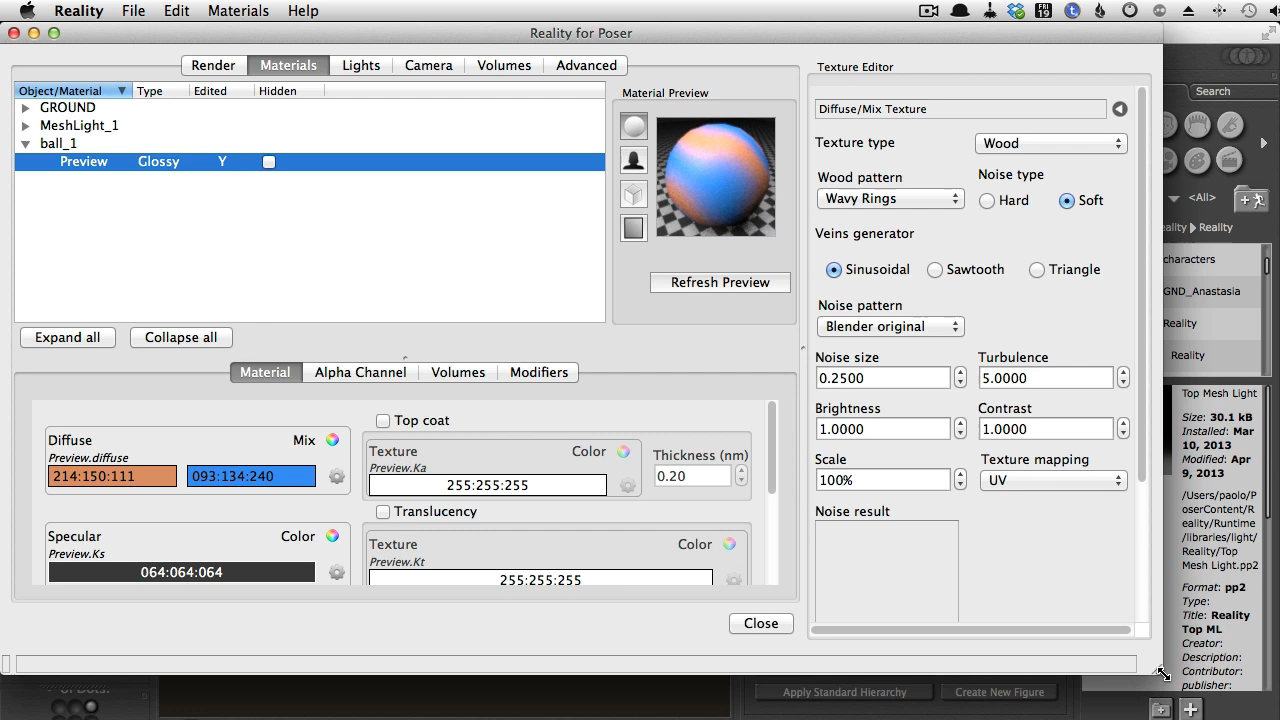 Reality File Edit Materials Help
FRI
19
Reality for Poser
Render Materials Lights Camera Volumes Advanced
Object/Material Type Edited Hidden
GROUND
MeshLight_1
ball_1
Preview Glossy Y
Expand all Collapse all
Material Preview
Refresh Preview
Material Alpha Channel Volumes Modifiers
Diffuse Mix
Preview.diffuse
214:150:111 093:134:240
Specular Color
Preview.Ks
064:064:064
Top coat
Texture Color
Preview.Ka
255:255:255
Thickness (nm)
0.20
Translucency
Texture Color
Preview.Kt
255:255:255
Close
Texture Editor
Diffuse/Mix Texture
Texture type Wood
Wood pattern Noise type
Wavy Rings Hard Soft
Veins generator
Sinusoidal Sawtooth Triangle
Noise pattern
Blender original
Noise size Turbulence
0.2500 5.0000
Brightness Contrast
1.0000 1.0000
Scale Texture mapping
100% UV
Noise result
Search
<All>
eality Reality
characters
GND_Anastasia
Reality
Reality
Top Mesh Light
Size: 30.1 kB
Installed: Mar
10, 2013
Modified: Apr
9, 2013
/Users/paolo/P
oserContent/R
eality/Runtime
/libraries/light/
Reality/Top
Mesh Light.pp2
Format: pp2
Type:
Title: Reality
Top ML
Creator:
Description:
Contributor:
publisher:
Apply Standard Hierarchy Create New Figure